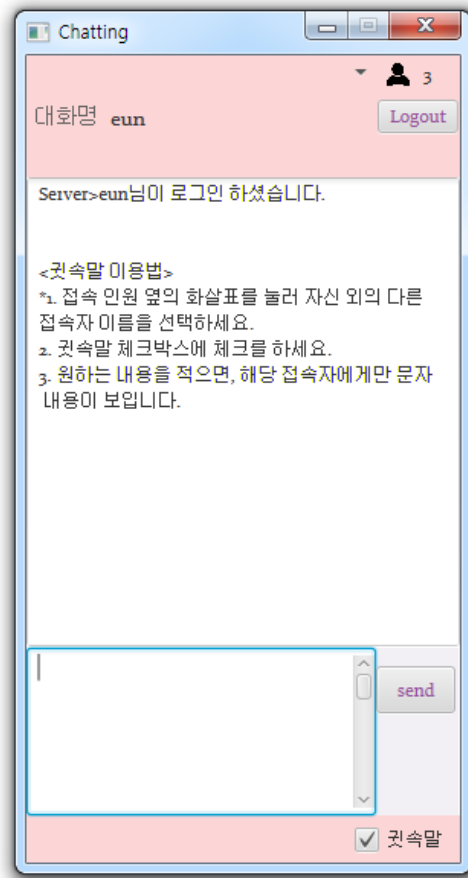 Chatting
3
대화명 eun
Logout
Server>eun님이 로그인 하셨습니다.
<귓속말 이용법>
*1. 접속 인원 옆의 화살표를 눌러 자신 외의 다른
접속자 이름을 선택하세요.
2. 귓속말 체크박스에 체크를 하세요.
3. 원하는 내용을 적으면, 해당 접속자에게만 문자
내용이 보입니다.
send
귓속말